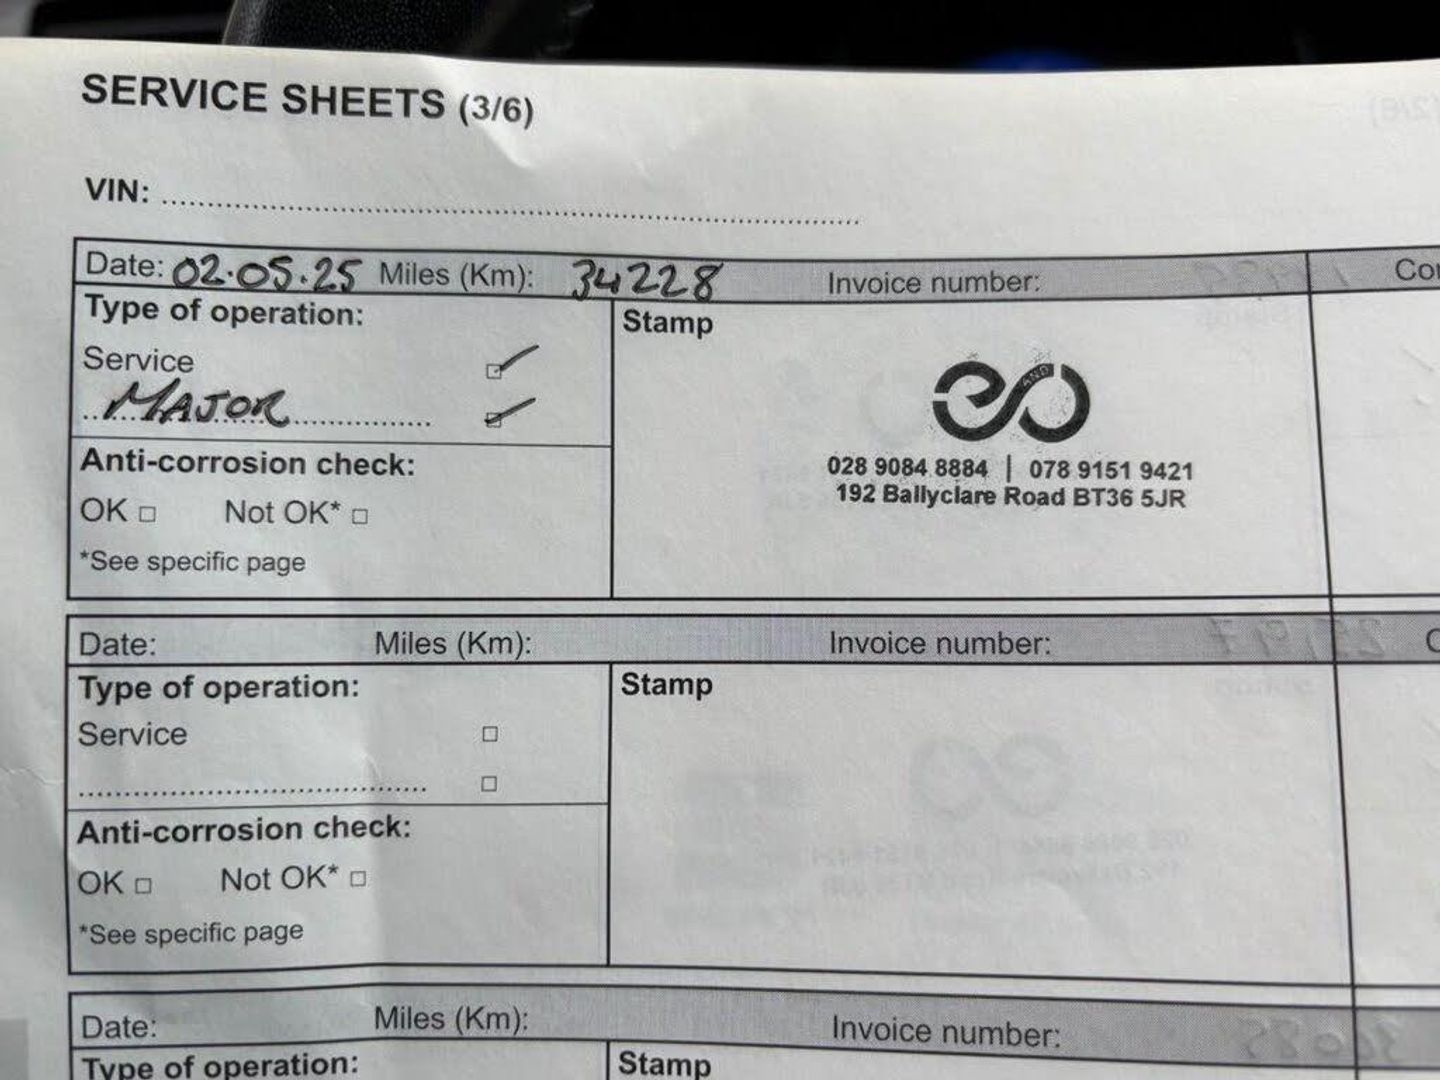 SERVICE SHEETS (3/6)
VIN: ........................................................................
Date: 02.05.25 Miles (Km): 34228 Invoice number:
Type of operation:
Service
MAJOR
Anti-corrosion check:
OK □ Not OK* □
*See specific page
Stamp
AND
028 9084 8884 | 078 9151 9421
192 Ballyclare Road BT36 5JR
Date: Miles (Km): Invoice number:
Type of operation:
Service □
........................................ □
Anti-corrosion check:
OK □ Not OK* □
*See specific page
Stamp
Date: Miles (Km): Invoice number:
Type of operation:
Stamp